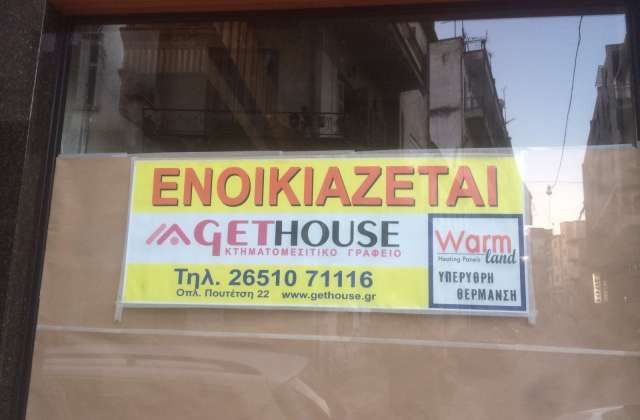 ΕΝΟΙΚΙΑΖΕΤΑΙ
GETHOUSE
ΚΤΗΜΑΤΟΜΕΣΙΤΙΚΟ ΓΡΑΦΕΙΟ
Τηλ. 26510 71116
Οπλ. Πουτέτση 22 www.gethouse.gr
Warm
Heating Panels land
ΥΠΕΡΥΘΡΗ
ΘΕΡΜΑΝΣΗ